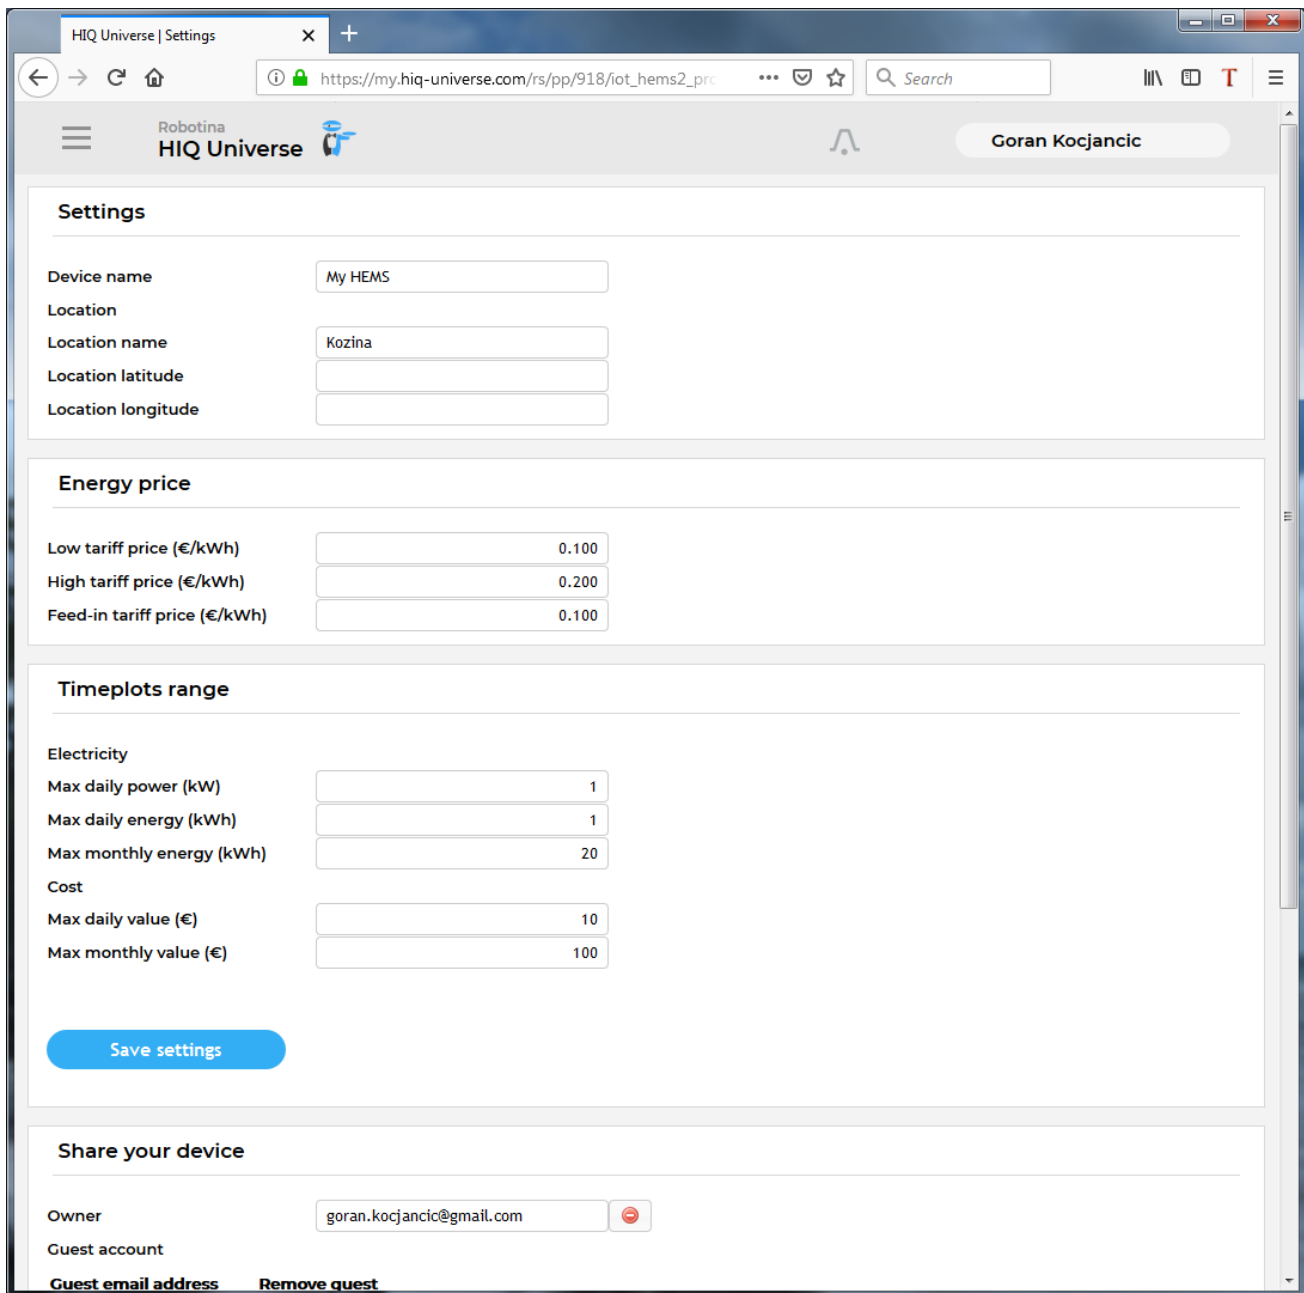 HIQ Universe | Settings
https://my.hiq-universe.com/rs/pp/918/iot_hems2_prc
Search
Robotina
HIQ Universe
Goran Kocjancic
Settings
Device name My HEMS
Location
Location name Kozina
Location latitude
Location longitude
Energy price
Low tariff price (€/kWh) 0.100
High tariff price (€/kWh) 0.200
Feed-in tariff price (€/kWh) 0.100
Timeplots range
Electricity
Max daily power (kW) 1
Max daily energy (kWh) 1
Max monthly energy (kWh) 20
Cost
Max daily value (€) 10
Max monthly value (€) 100
Save settings
Share your device
Owner goran.kocjancic@gmail.com
Guest account
Guest email address Remove guest